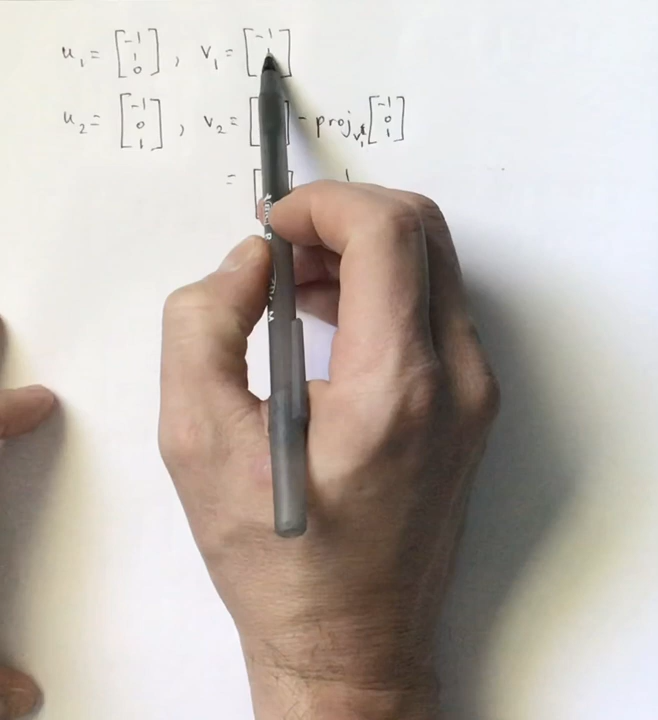 u₁ = [-1 1 0] , v₁ = [-1
u₂ = [-1 0 1] , v₂ = [ ] - proj_v₁ [-1 0 1]
= [ 1